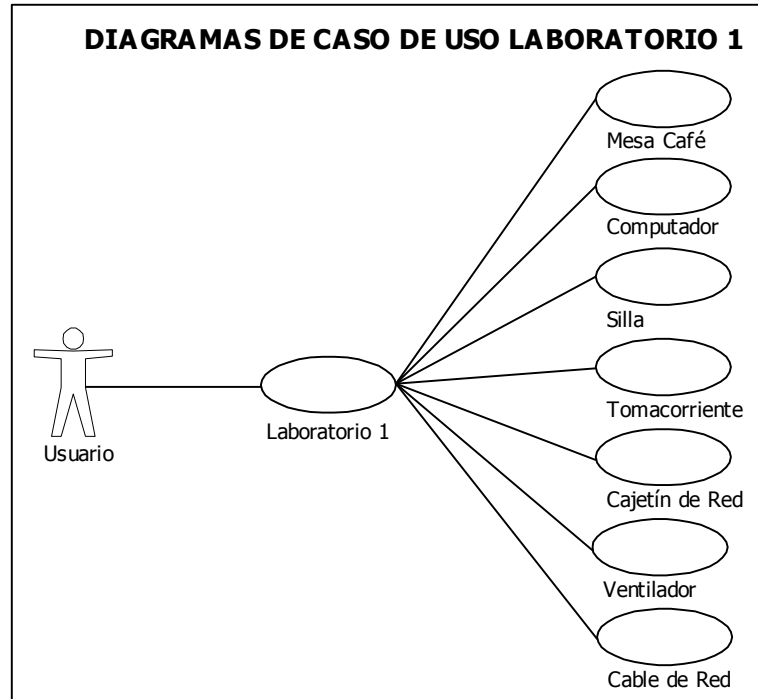 DIAGRAMAS DE CASO DE USO LABORATORIO 1
Mesa Café
Computador
Silla
Tomacorriente
Usuario
Laboratorio 1
Cajetín de Red
Ventilador
Cable de Red